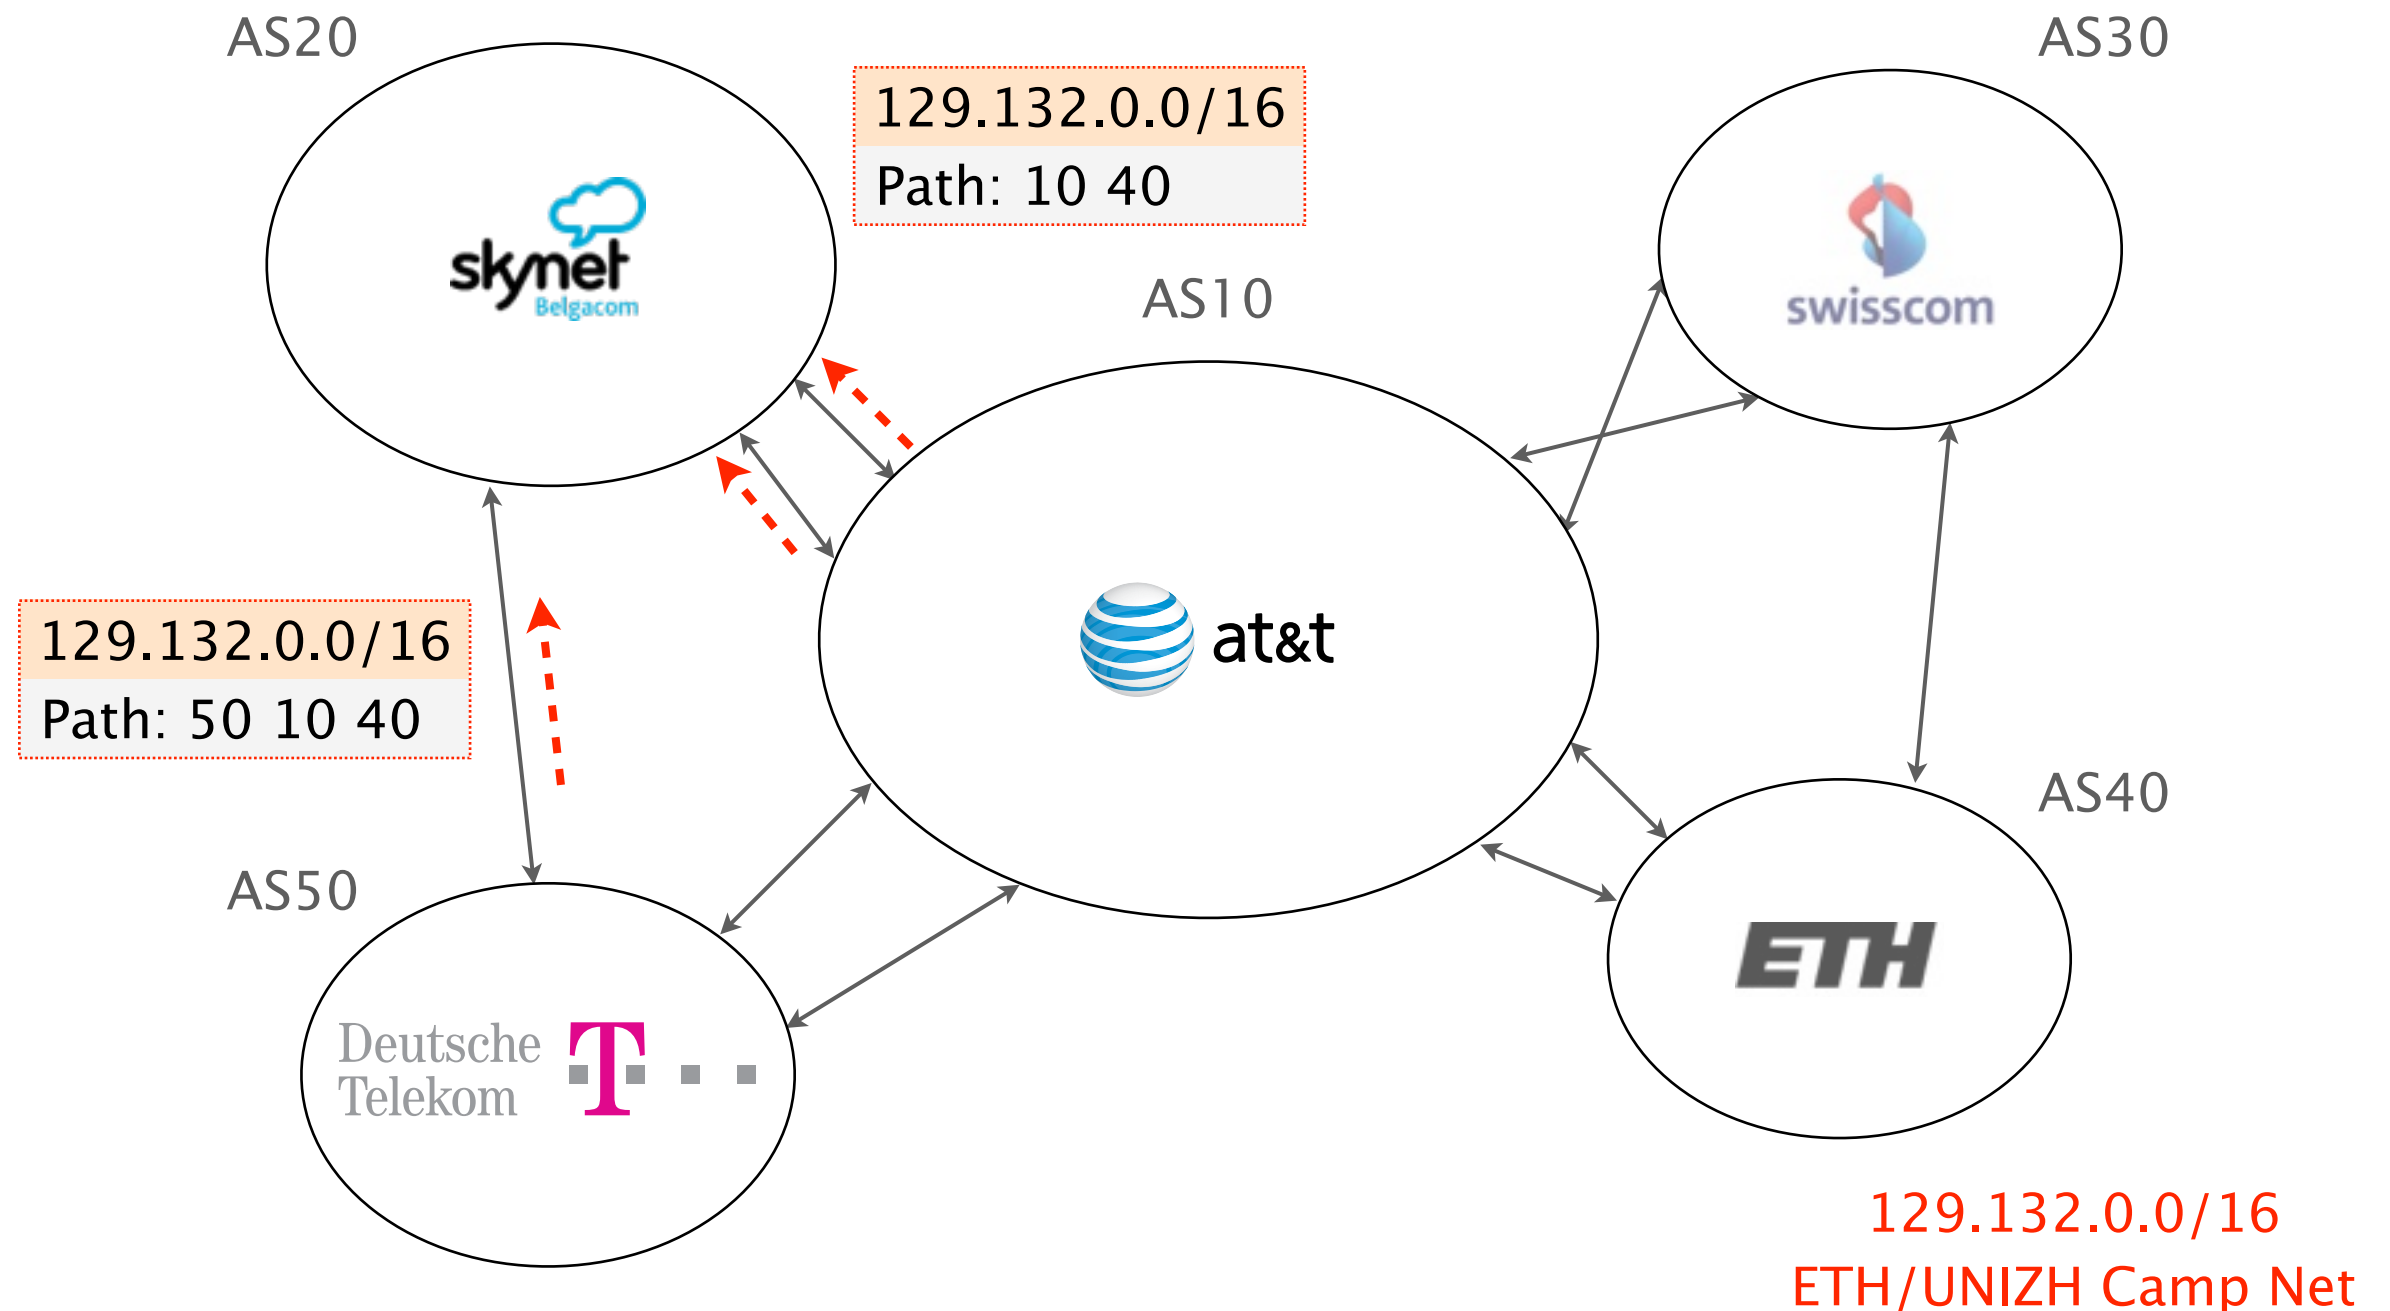 AS20
AS30
129.132.0.0/16
Path: 10 40
skynet
Belgacom
swisscom
AS10
129.132.0.0/16
Path: 50 10 40
at&t
AS40
AS50
ETH
Deutsche
Telekom
T
129.132.0.0/16
ETH/UNIZH Camp Net